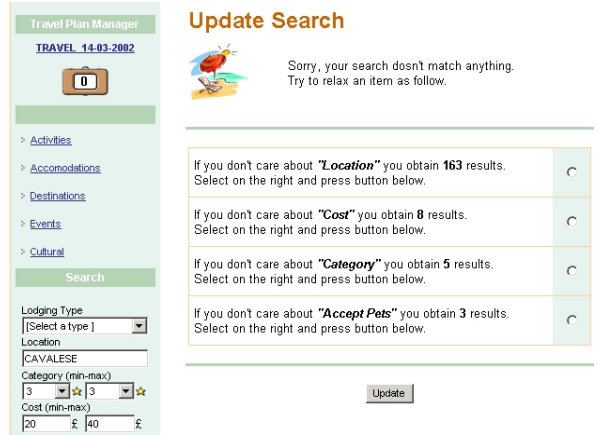 Travel Plan Manager
TRAVEL 14-03-2002
0
> Activities
> Accomodations
> Destinations
> Events
> Cultural
Search
Lodging Type
[Select a type ]
Location
CAVALESE
Category (min-max)
3 3
Cost (min-max)
20 £ 40 £
Update Search
Sorry, your search dosn't match anything.
Try to relax an item as follow.
If you don't care about "Location" you obtain 163 results.
Select on the right and press button below.
If you don't care about "Cost" you obtain 8 results.
Select on the right and press button below.
If you don't care about "Category" you obtain 5 results.
Select on the right and press button below.
If you don't care about "Accept Pets" you obtain 3 results.
Select on the right and press button below.
Update